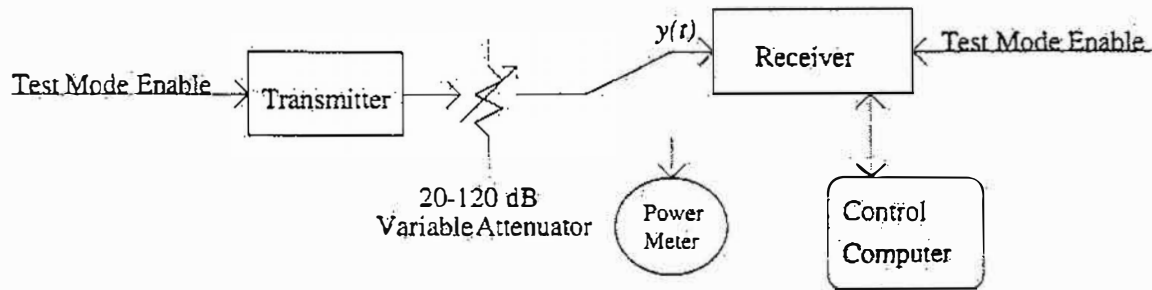 y(t)
Test Mode Enable
Transmitter
Receiver
Test Mode Enable
20-120 dB
Variable Attenuator
Power
Meter
Control
Computer